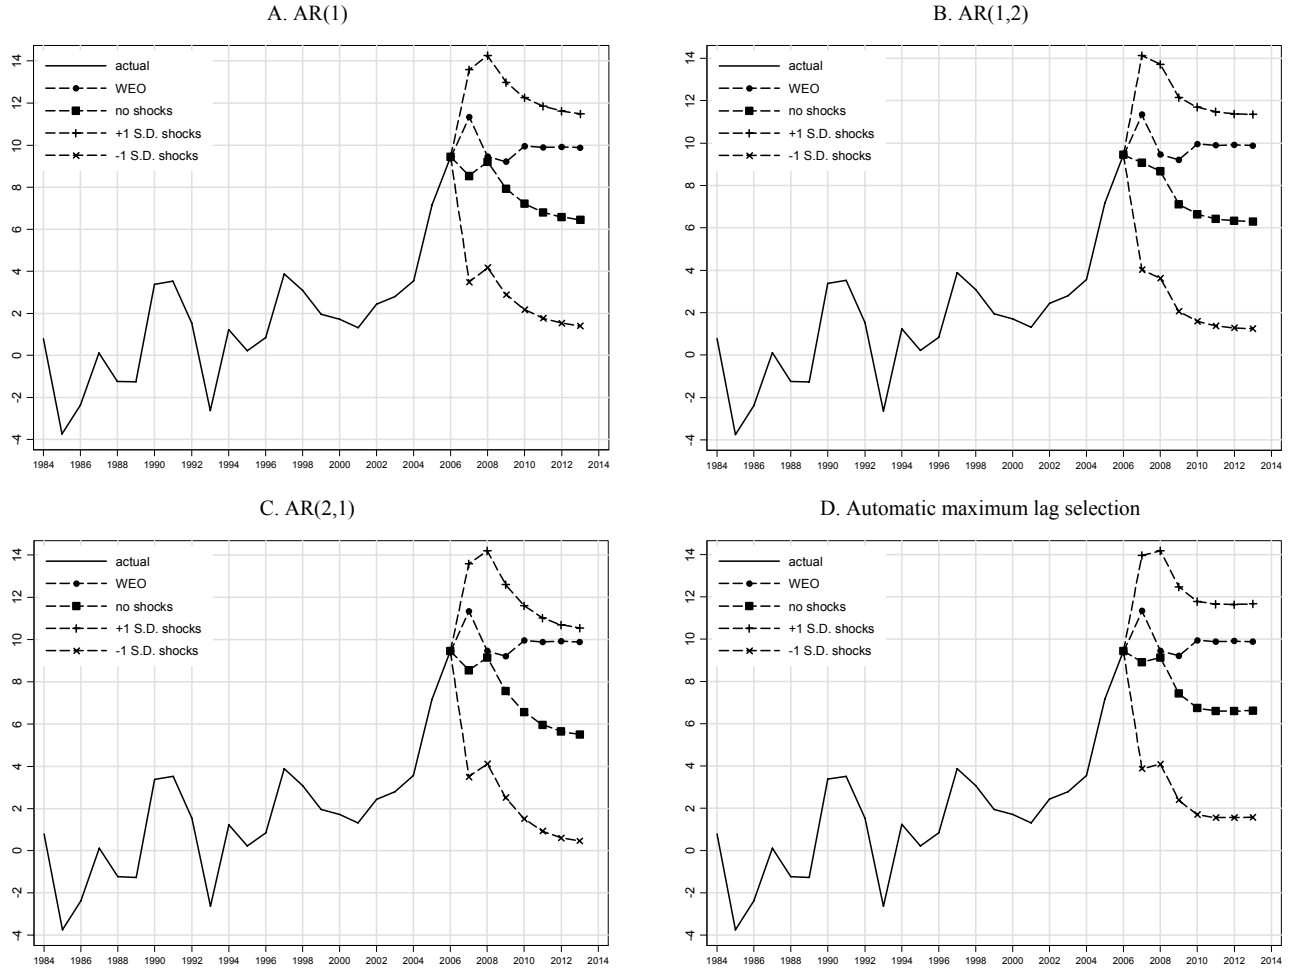 A. AR(1)
actual
WEO
no shocks
+1 S.D. shocks
-1 S.D. shocks
14
12
10
8
6
4
2
0
-2
-4
1984 1986 1988 1990 1992 1994 1996 1998 2000 2002 2004 2006 2008 2010 2012 2014
B. AR(1,2)
actual
WEO
no shocks
+1 S.D. shocks
-1 S.D. shocks
14
12
10
8
6
4
2
0
-2
-4
1984 1986 1988 1990 1992 1994 1996 1998 2000 2002 2004 2006 2008 2010 2012 2014
C. AR(2,1)
actual
WEO
no shocks
+1 S.D. shocks
-1 S.D. shocks
14
12
10
8
6
4
2
0
-2
-4
1984 1986 1988 1990 1992 1994 1996 1998 2000 2002 2004 2006 2008 2010 2012 2014
D. Automatic maximum lag selection
actual
WEO
no shocks
+1 S.D. shocks
-1 S.D. shocks
14
12
10
8
6
4
2
0
-2
-4
1984 1986 1988 1990 1992 1994 1996 1998 2000 2002 2004 2006 2008 2010 2012 2014